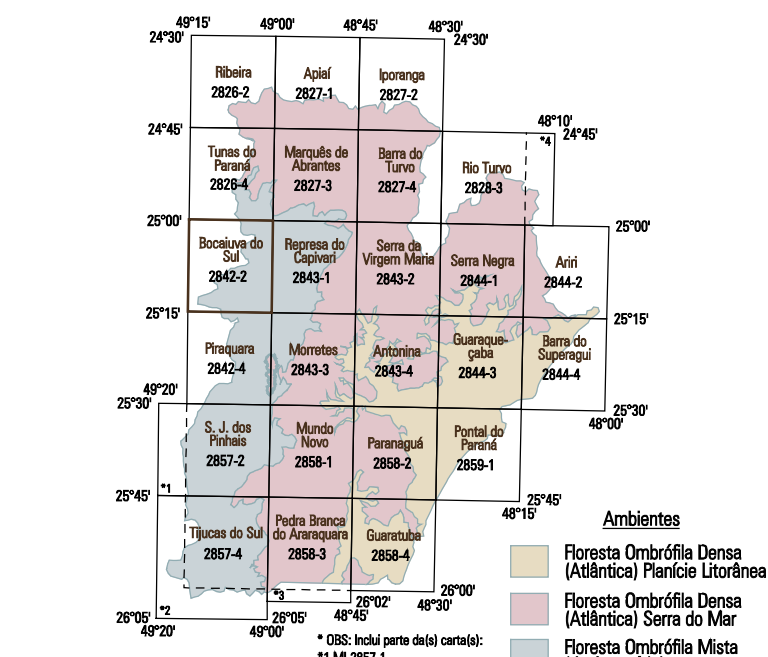 49°15' 49°00' 48°45' 48°30'
24°30' 24°30'
Ribeira
2826-2
Apiaí
2827-1
Iporanga
2827-2
48°10'
24°45' 24°45'
*4
Tunas do
Paraná
2826-4
Marquês de
Abrantes
2827-3
Barra do
Turvo
2827-4
Rio Turvo
2828-3
25°00' 25°00'
Bocaiuva do
Sul
2842-2
Represa do
Capivari
2843-1
Serra da
Virgem Maria
2843-2
Serra Negra
2844-1
Ariri
2844-2
25°15' 25°15'
Piraquara
2842-4
Morretes
2843-3
Antonina
2843-4
Guaraque-
çaba
2844-3
Barra do
Superagui
2844-4
49°20'
25°30' 25°30'
48°00'
S. J. dos
Pinhais
2857-2
Mundo
Novo
2858-1
Paranaguá
2858-2
Pontal do
Paraná
2859-1
25°45' 25°45'
*1
48°15'
Tijucas do Sul
2857-4
Pedra Branca
do Araraquara
2858-3
Guaratuba
2858-4
26°00'
*3
26°02' 48°30'
*2
26°05' 26°05' 48°45'
49°20' 49°00'
* OBS: Inclui parte da(s) carta(s):
*1 MI 2857-1
Ambientes
Floresta Ombrófila Densa
(Atlântica) Planície Litorânea
Floresta Ombrófila Densa
(Atlântica) Serra do Mar
Floresta Ombrófila Mista